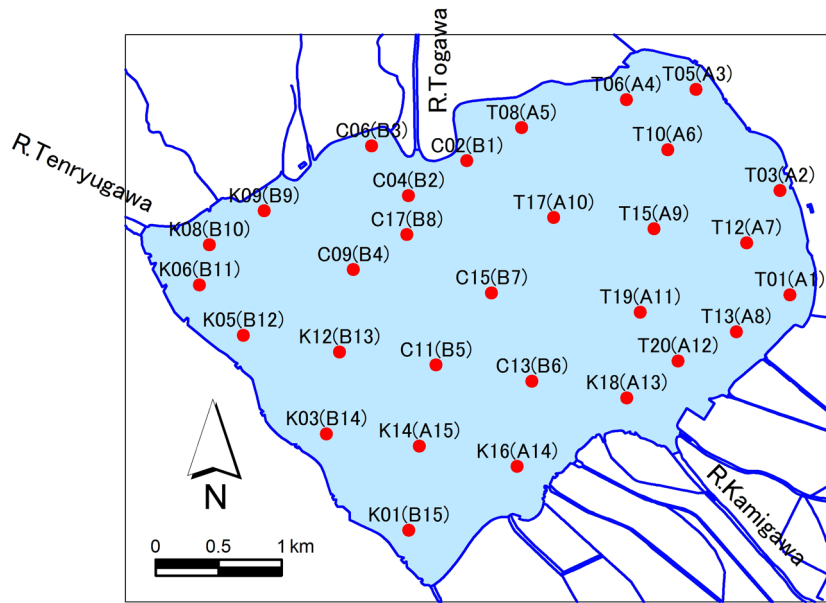 R.Togawa
T05(A3)
T06(A4)
T08(A5)
C06(B3)
C02(B1)
T10(A6)
R.Tenryugawa
T03(A2)
C04(B2)
K09(B9)
T17(A10)
T15(A9)
C17(B8)
T12(A7)
K08(B10)
C09(B4)
K06(B11)
C15(B7)
T01(A1)
T19(A11)
T13(A8)
K05(B12)
K12(B13)
C11(B5)
T20(A12)
C13(B6)
K18(A13)
K03(B14)
K14(A15)
K16(A14)
R.Kamigawa
N
K01(B15)
0 0.5 1 km